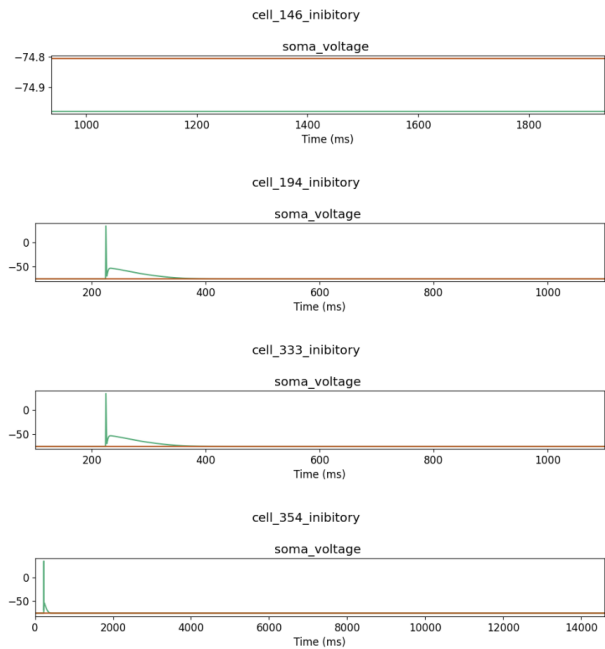 cell_146_inibitory
soma_voltage
−74.8
−74.9
1000 1200 1400 1600 1800
Time (ms)
cell_194_inibitory
soma_voltage
0
−50
200 400 600 800 1000
Time (ms)
cell_333_inibitory
soma_voltage
0
−50
200 400 600 800 1000
Time (ms)
cell_354_inibitory
soma_voltage
0
−50
0 2000 4000 6000 8000 10000 12000 14000
Time (ms)